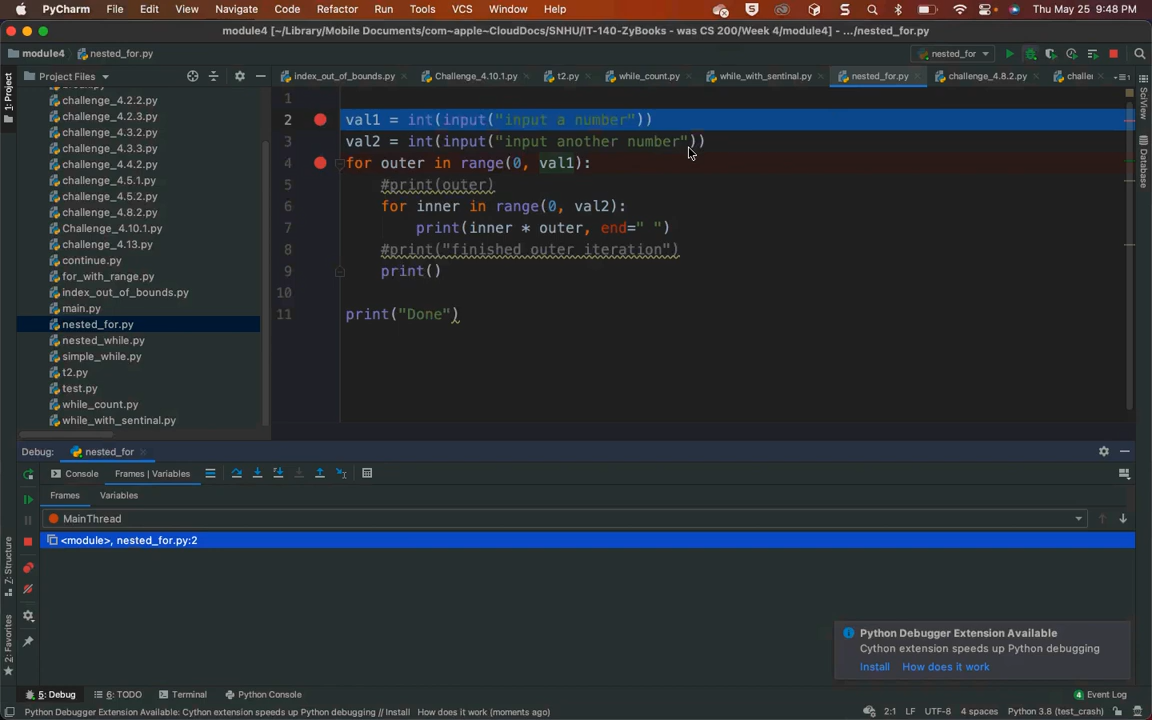 PyCharm File Edit View Navigate Code Refactor Run Tools VCS Window Help Thu May 25 9:48 PM
module4 [~/Library/Mobile Documents/com~apple~CloudDocs/SNHU/IT-140-ZyBooks - was CS 200/Week 4/module4] - .../nested_for.py
module4 nested_for.py nested_for
1: Project Project Files index_out_of_bounds.py Challenge_4.10.1.py t2.py while_count.py while_with_sentinal.py nested_for.py challenge_4.8.2.py
SciView
Database
challenge_4.2.2.py
challenge_4.2.3.py
challenge_4.3.2.py
challenge_4.3.3.py
challenge_4.4.2.py
challenge_4.5.1.py
challenge_4.5.2.py
challenge_4.8.2.py
Challenge_4.10.1.py
challenge_4.13.py
continue.py
for_with_range.py
index_out_of_bounds.py
main.py
nested_for.py
nested_while.py
simple_while.py
t2.py
test.py
while_count.py
while_with_sentinal.py
1
2 val1 = int(input("input a number"))
3 val2 = int(input("input another number"))
4 for outer in range(0, val1):
5 #print(outer)
6 for inner in range(0, val2):
7 print(inner * outer, end=" ")
8 #print("finished outer iteration")
9 print()
10
11 print("Done")
Debug: nested_for
Console Frames | Variables
Frames Variables
MainThread
<module>, nested_for.py:2
7: Structure
2: Favorites
Python Debugger Extension Available
Cython extension speeds up Python debugging
Install How does it work
5: Debug 6: TODO Terminal Python Console 4 Event Log
Python Debugger Extension Available: Cython extension speeds up Python debugging // Install How does it work (moments ago) 2:1 LF UTF-8 4 spaces Python 3.8 (test_crash)